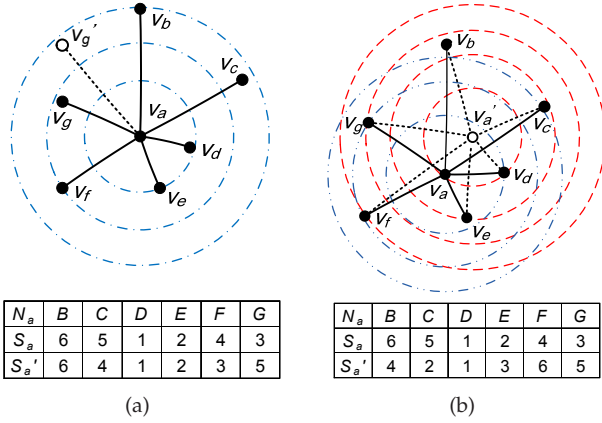 v_g'
v_b
v_c
v_a
v_g
v_d
v_f
v_e
N_a B C D E F G
S_a 6 5 1 2 4 3
S_a' 6 4 1 2 3 5
(a)
v_b
v_a'
v_c
v_g
v_a
v_d
v_f
v_e
N_a B C D E F G
S_a 6 5 1 2 4 3
S_a' 4 2 1 3 6 5
(b)